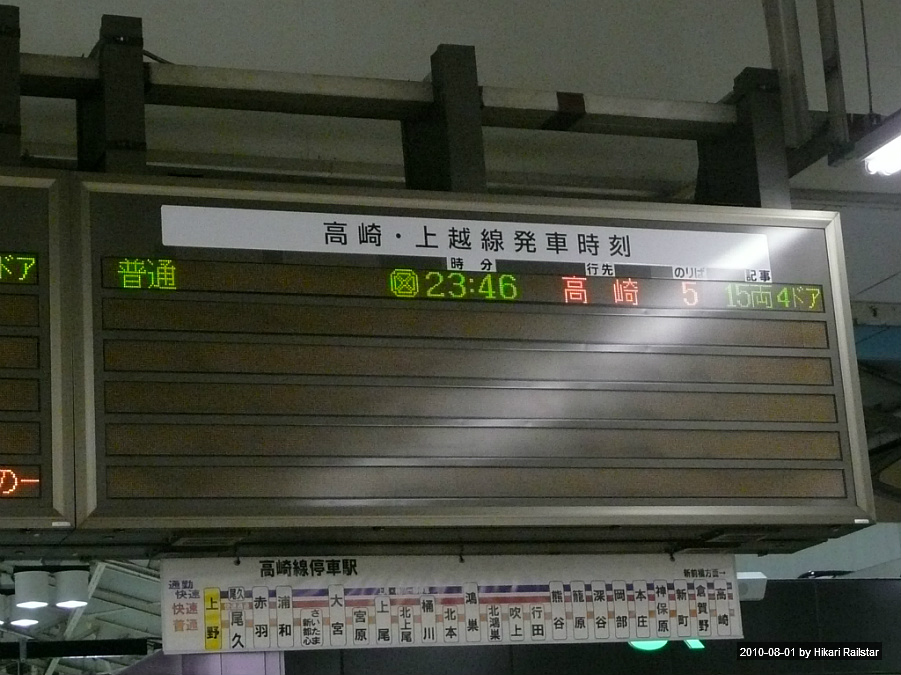 高崎・上越線発車時刻
時分 行先 のりば 記事
ドア
普通 終 23:46 高崎 5 15両 4ドア
の一
高崎線停車駅
新前橋方面→
通勤快速
快速
普通
上野 尾久 尾久 赤羽 浦和 さいたま新都心 大宮 宮原 上尾 北上尾 桶川 北本 鴻巣 北鴻巣 吹上 行田 熊谷 籠原 深谷 岡部 本庄 神保原 新町 倉賀野 高崎
2010-08-01 by Hikari Railstar